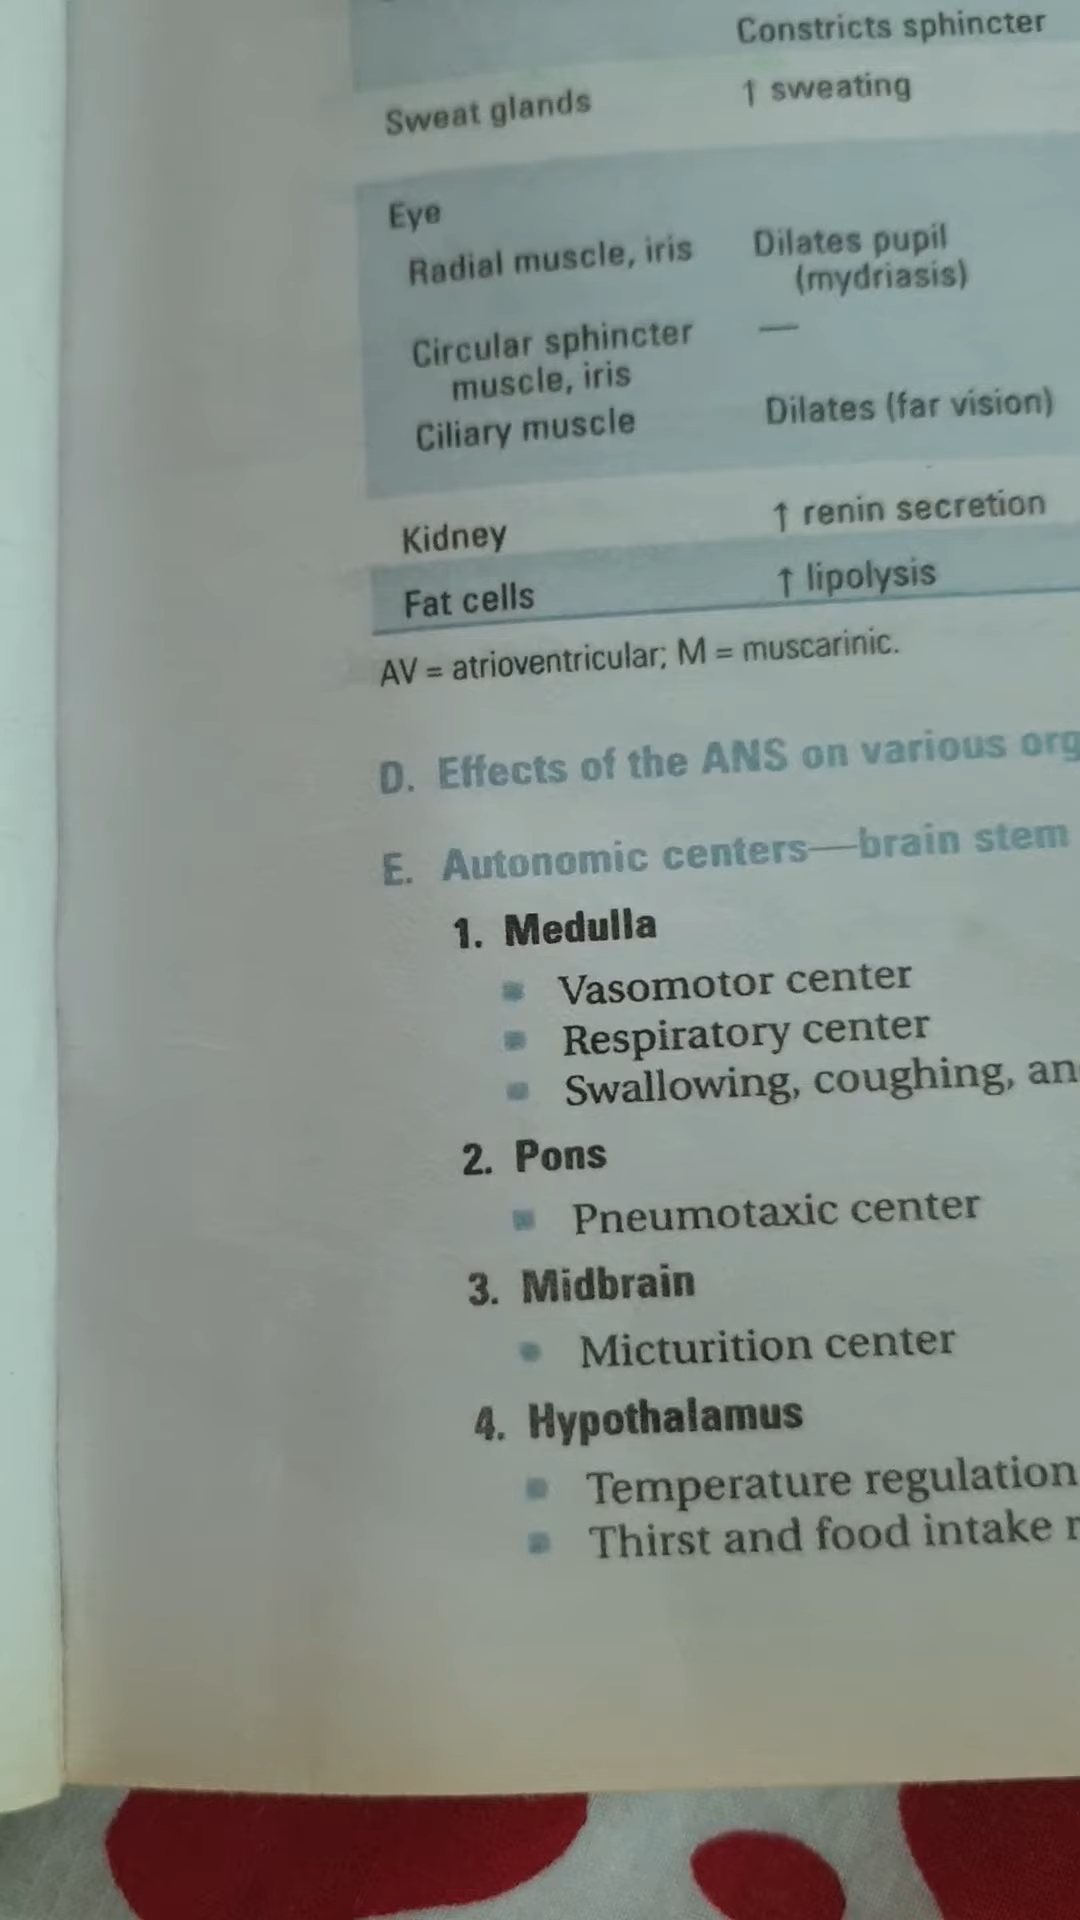 Constricts sphincter
Sweat glands ↑ sweating
Eye
Radial muscle, iris Dilates pupil
(mydriasis)
Circular sphincter —
muscle, iris
Ciliary muscle Dilates (far vision)
Kidney ↑ renin secretion
Fat cells ↑ lipolysis
AV = atrioventricular; M = muscarinic.
D. Effects of the ANS on various org
E. Autonomic centers—brain stem
1. Medulla
▪ Vasomotor center
▪ Respiratory center
▪ Swallowing, coughing, an
2. Pons
▪ Pneumotaxic center
3. Midbrain
▪ Micturition center
4. Hypothalamus
▪ Temperature regulation
▪ Thirst and food intake r